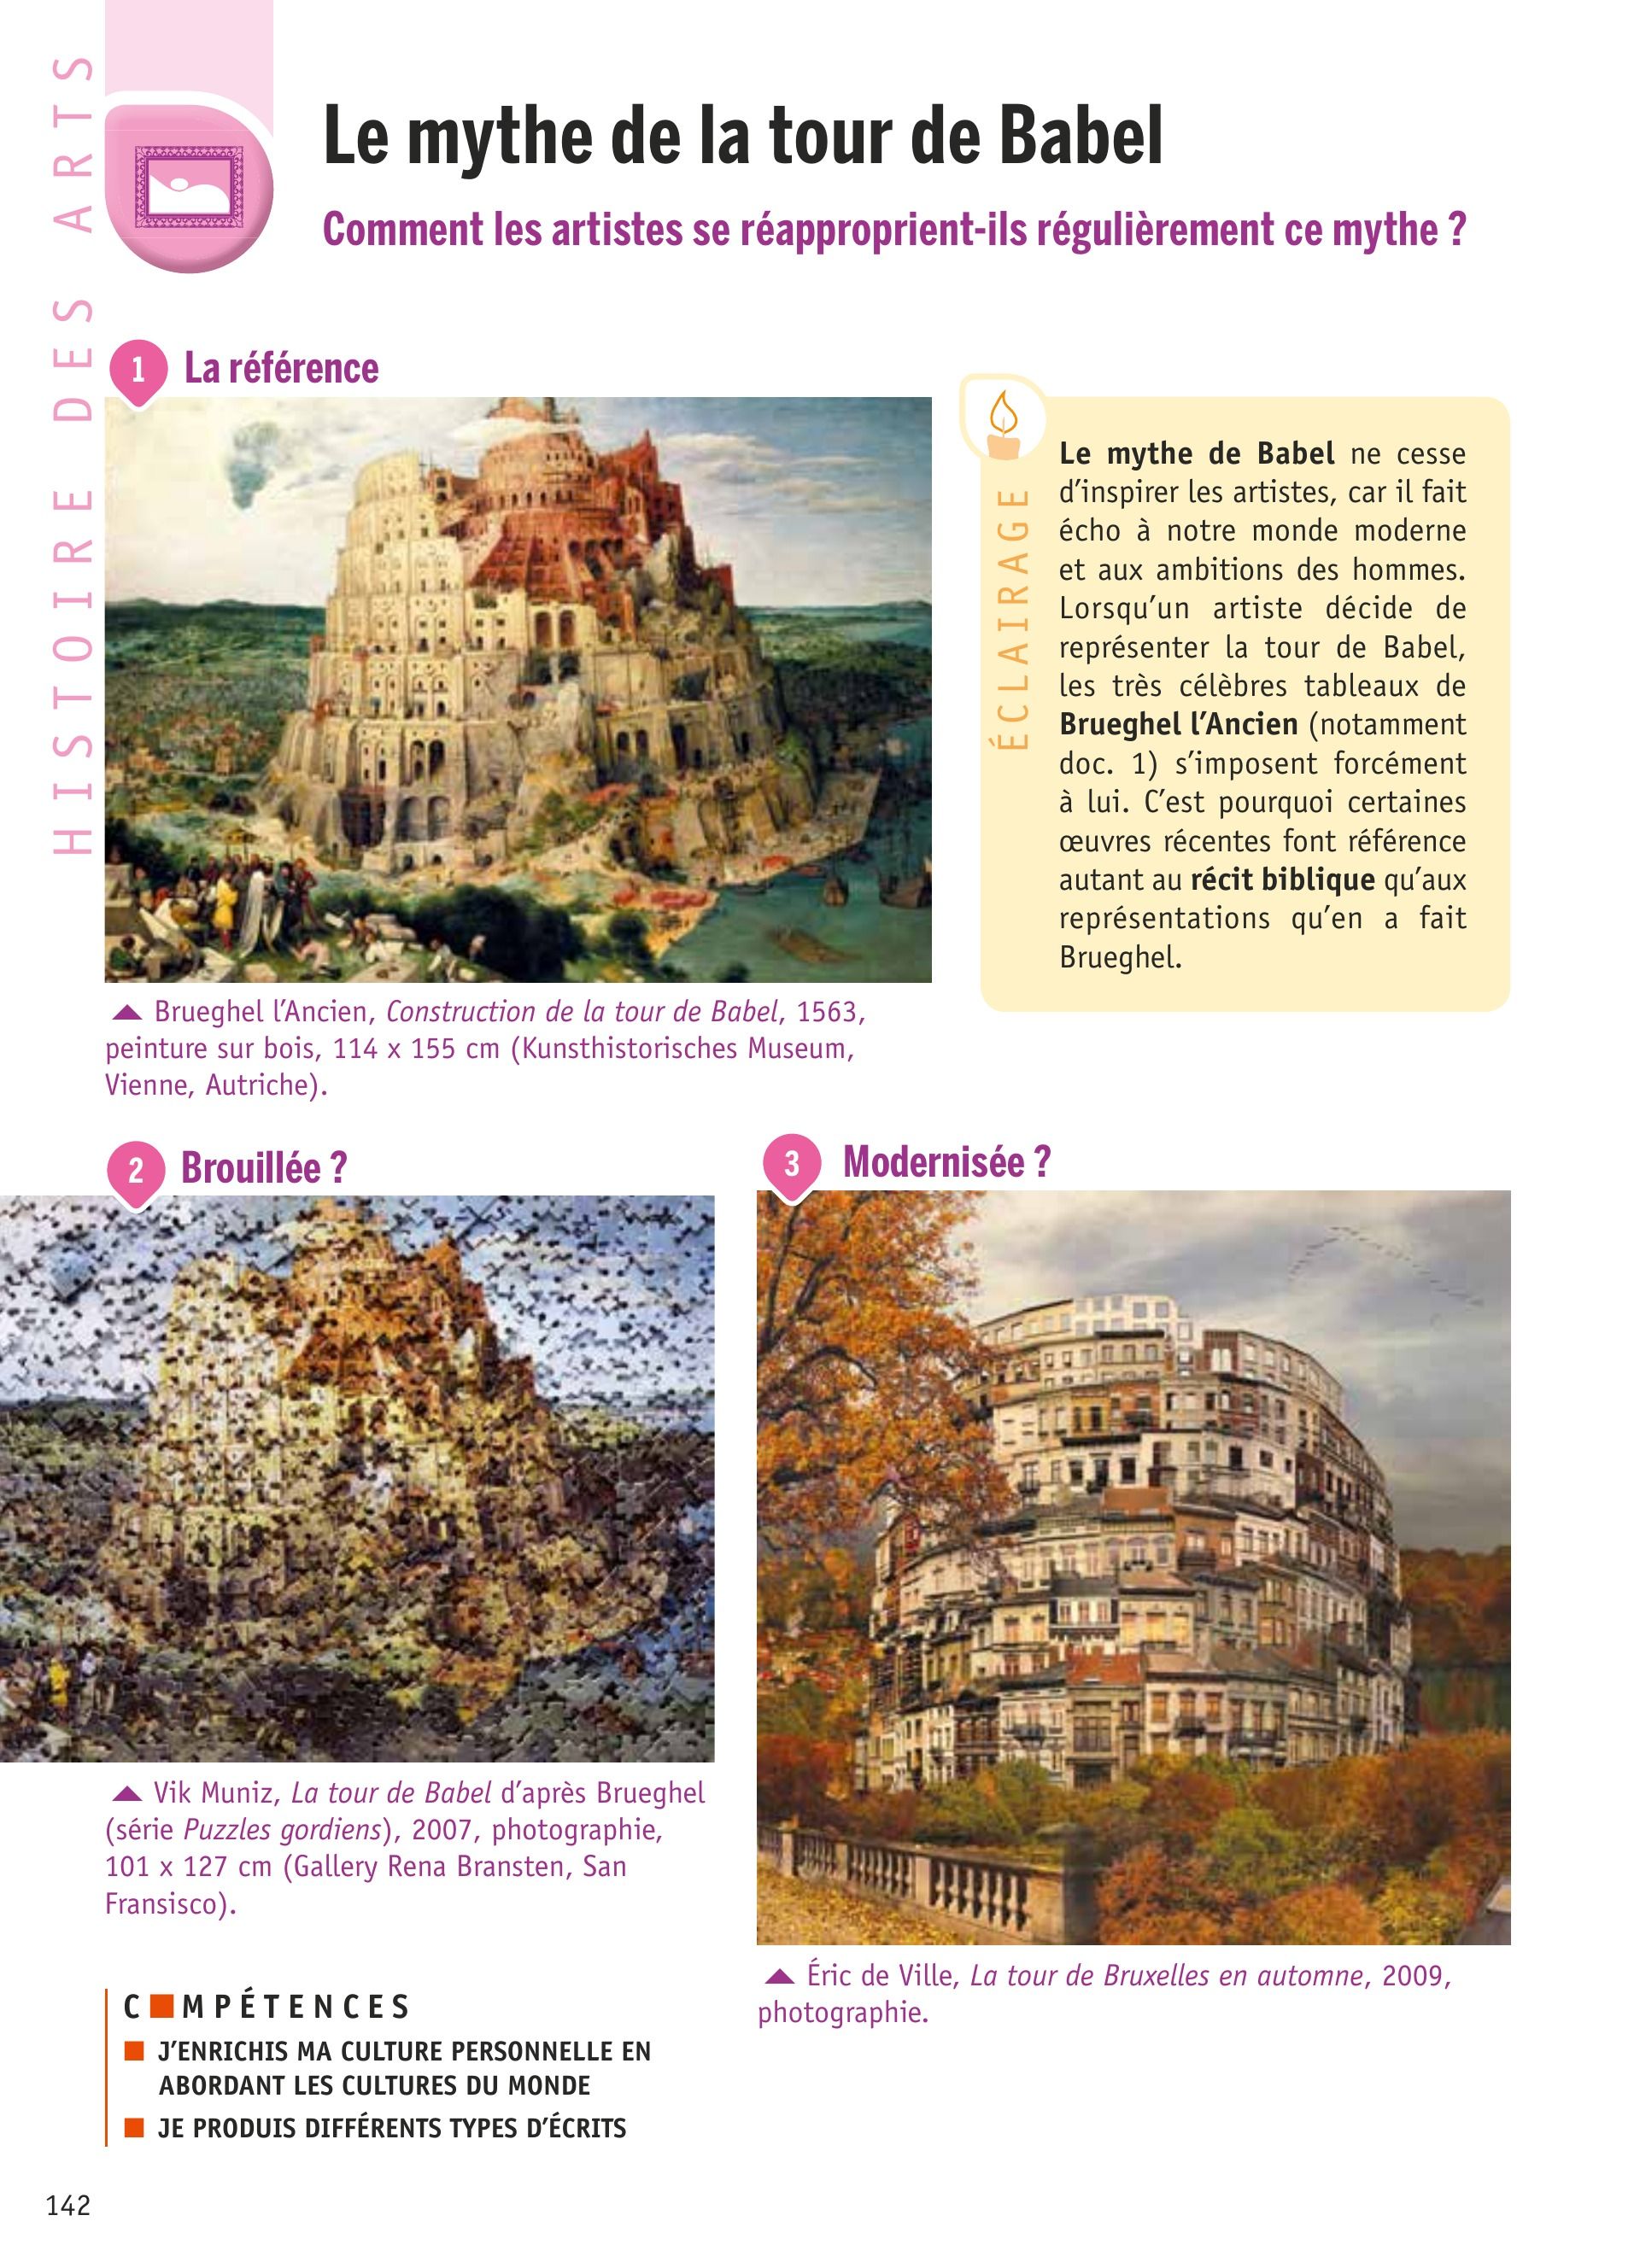 HISTOIRE DES ARTS
Le mythe de la tour de Babel
Comment les artistes se réapproprient-ils régulièrement ce mythe ?
1 La référence
Brueghel l’Ancien, Construction de la tour de Babel, 1563,
peinture sur bois, 114 x 155 cm (Kunsthistorisches Museum,
Vienne, Autriche).
ÉCLAIRAGE
Le mythe de Babel ne cesse
d’inspirer les artistes, car il fait
écho à notre monde moderne
et aux ambitions des hommes.
Lorsqu’un artiste décide de
représenter la tour de Babel,
les très célèbres tableaux de
Brueghel l’Ancien (notamment
doc. 1) s’imposent forcément
à lui. C’est pourquoi certaines
œuvres récentes font référence
autant au récit biblique qu’aux
représentations qu’en a fait
Brueghel.
2 Brouillée ?
Vik Muniz, La tour de Babel d’après Brueghel
(série Puzzles gordiens), 2007, photographie,
101 x 127 cm (Gallery Rena Bransten, San
Fransisco).
3 Modernisée ?
Éric de Ville, La tour de Bruxelles en automne, 2009,
photographie.
C■MPÉTENCES
■ J’ENRICHIS MA CULTURE PERSONNELLE EN
ABORDANT LES CULTURES DU MONDE
■ JE PRODUIS DIFFÉRENTS TYPES D’ÉCRITS
142